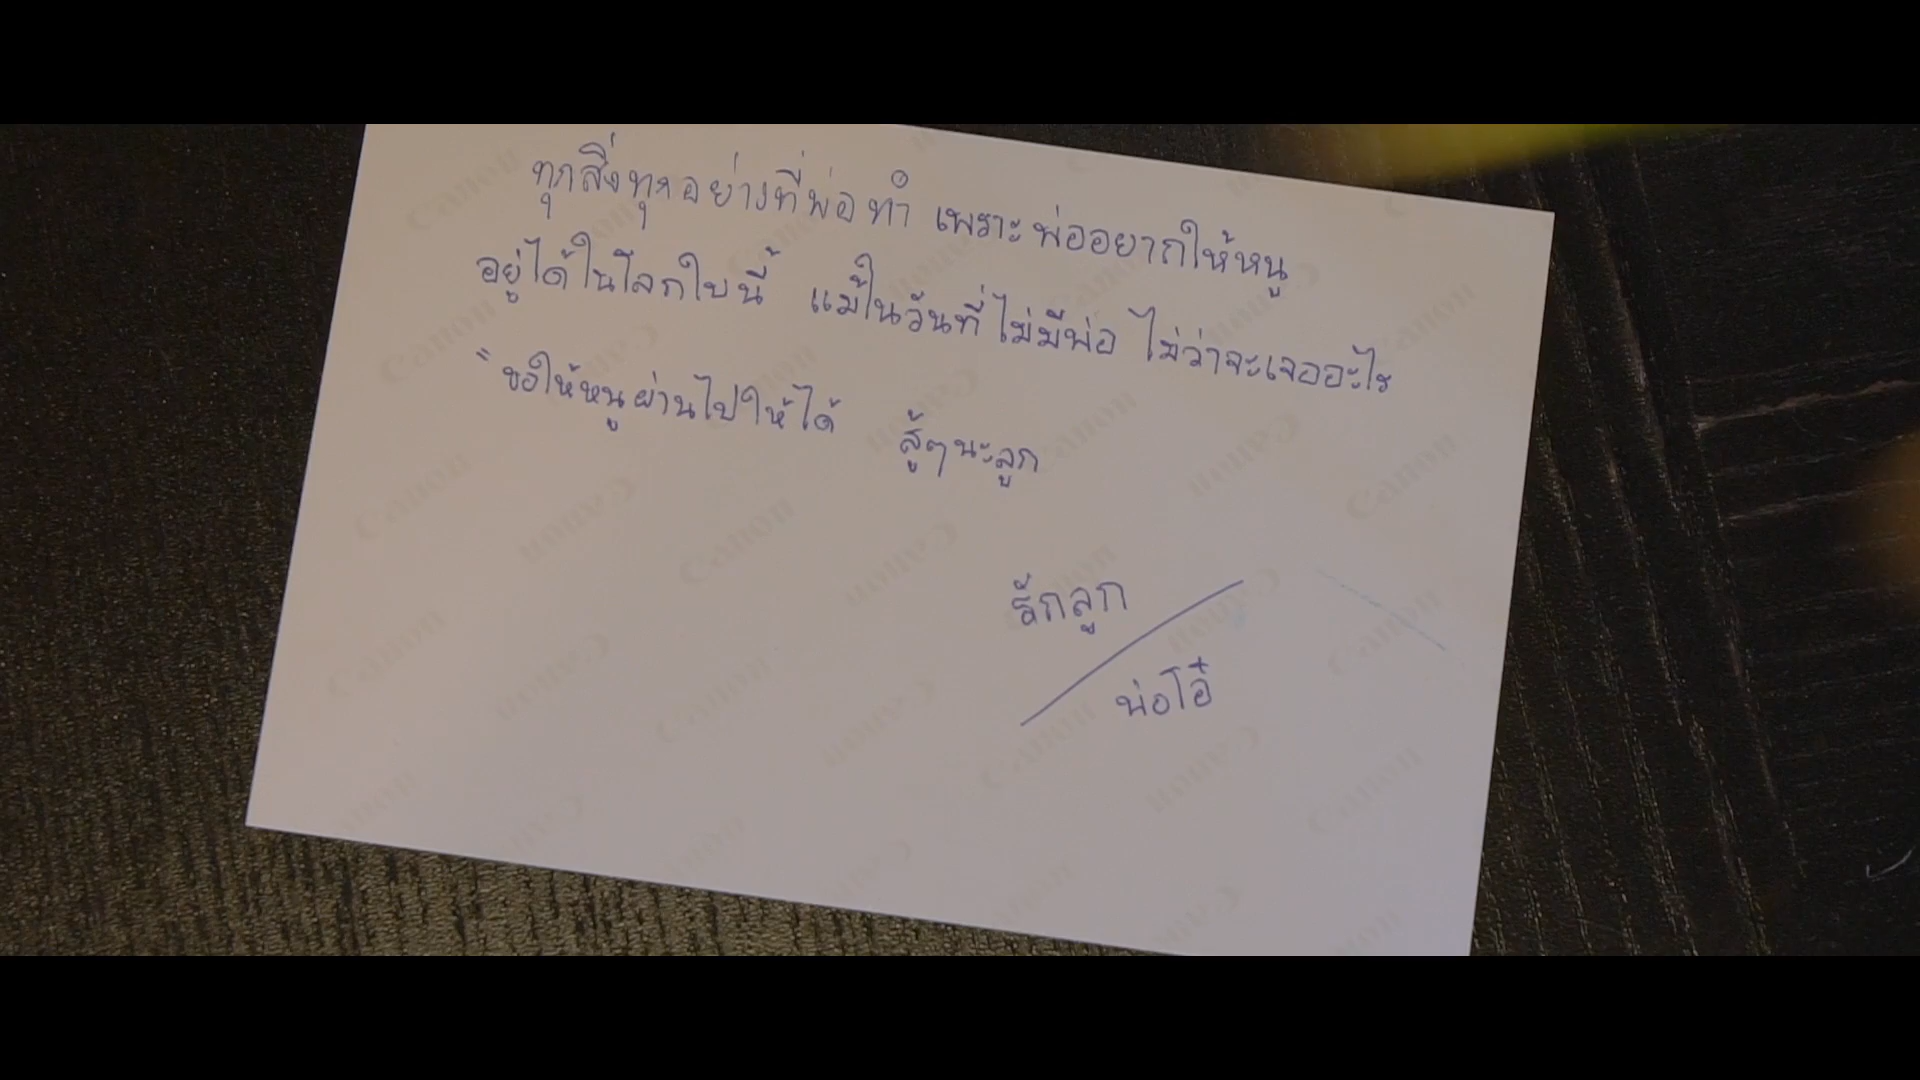 ทุกสิ่งทุกอย่างที่พ่อทำ เพราะพ่ออยากให้หนู
อยู่ได้ในโลกใบนี้ แม้ในวันที่ไม่มีพ่อ ไม่ว่าจะเจออะไร
" ขอให้หนูผ่านไปให้ได้ สู้ๆนะลูก
รักลูก
พ่อโอ๋